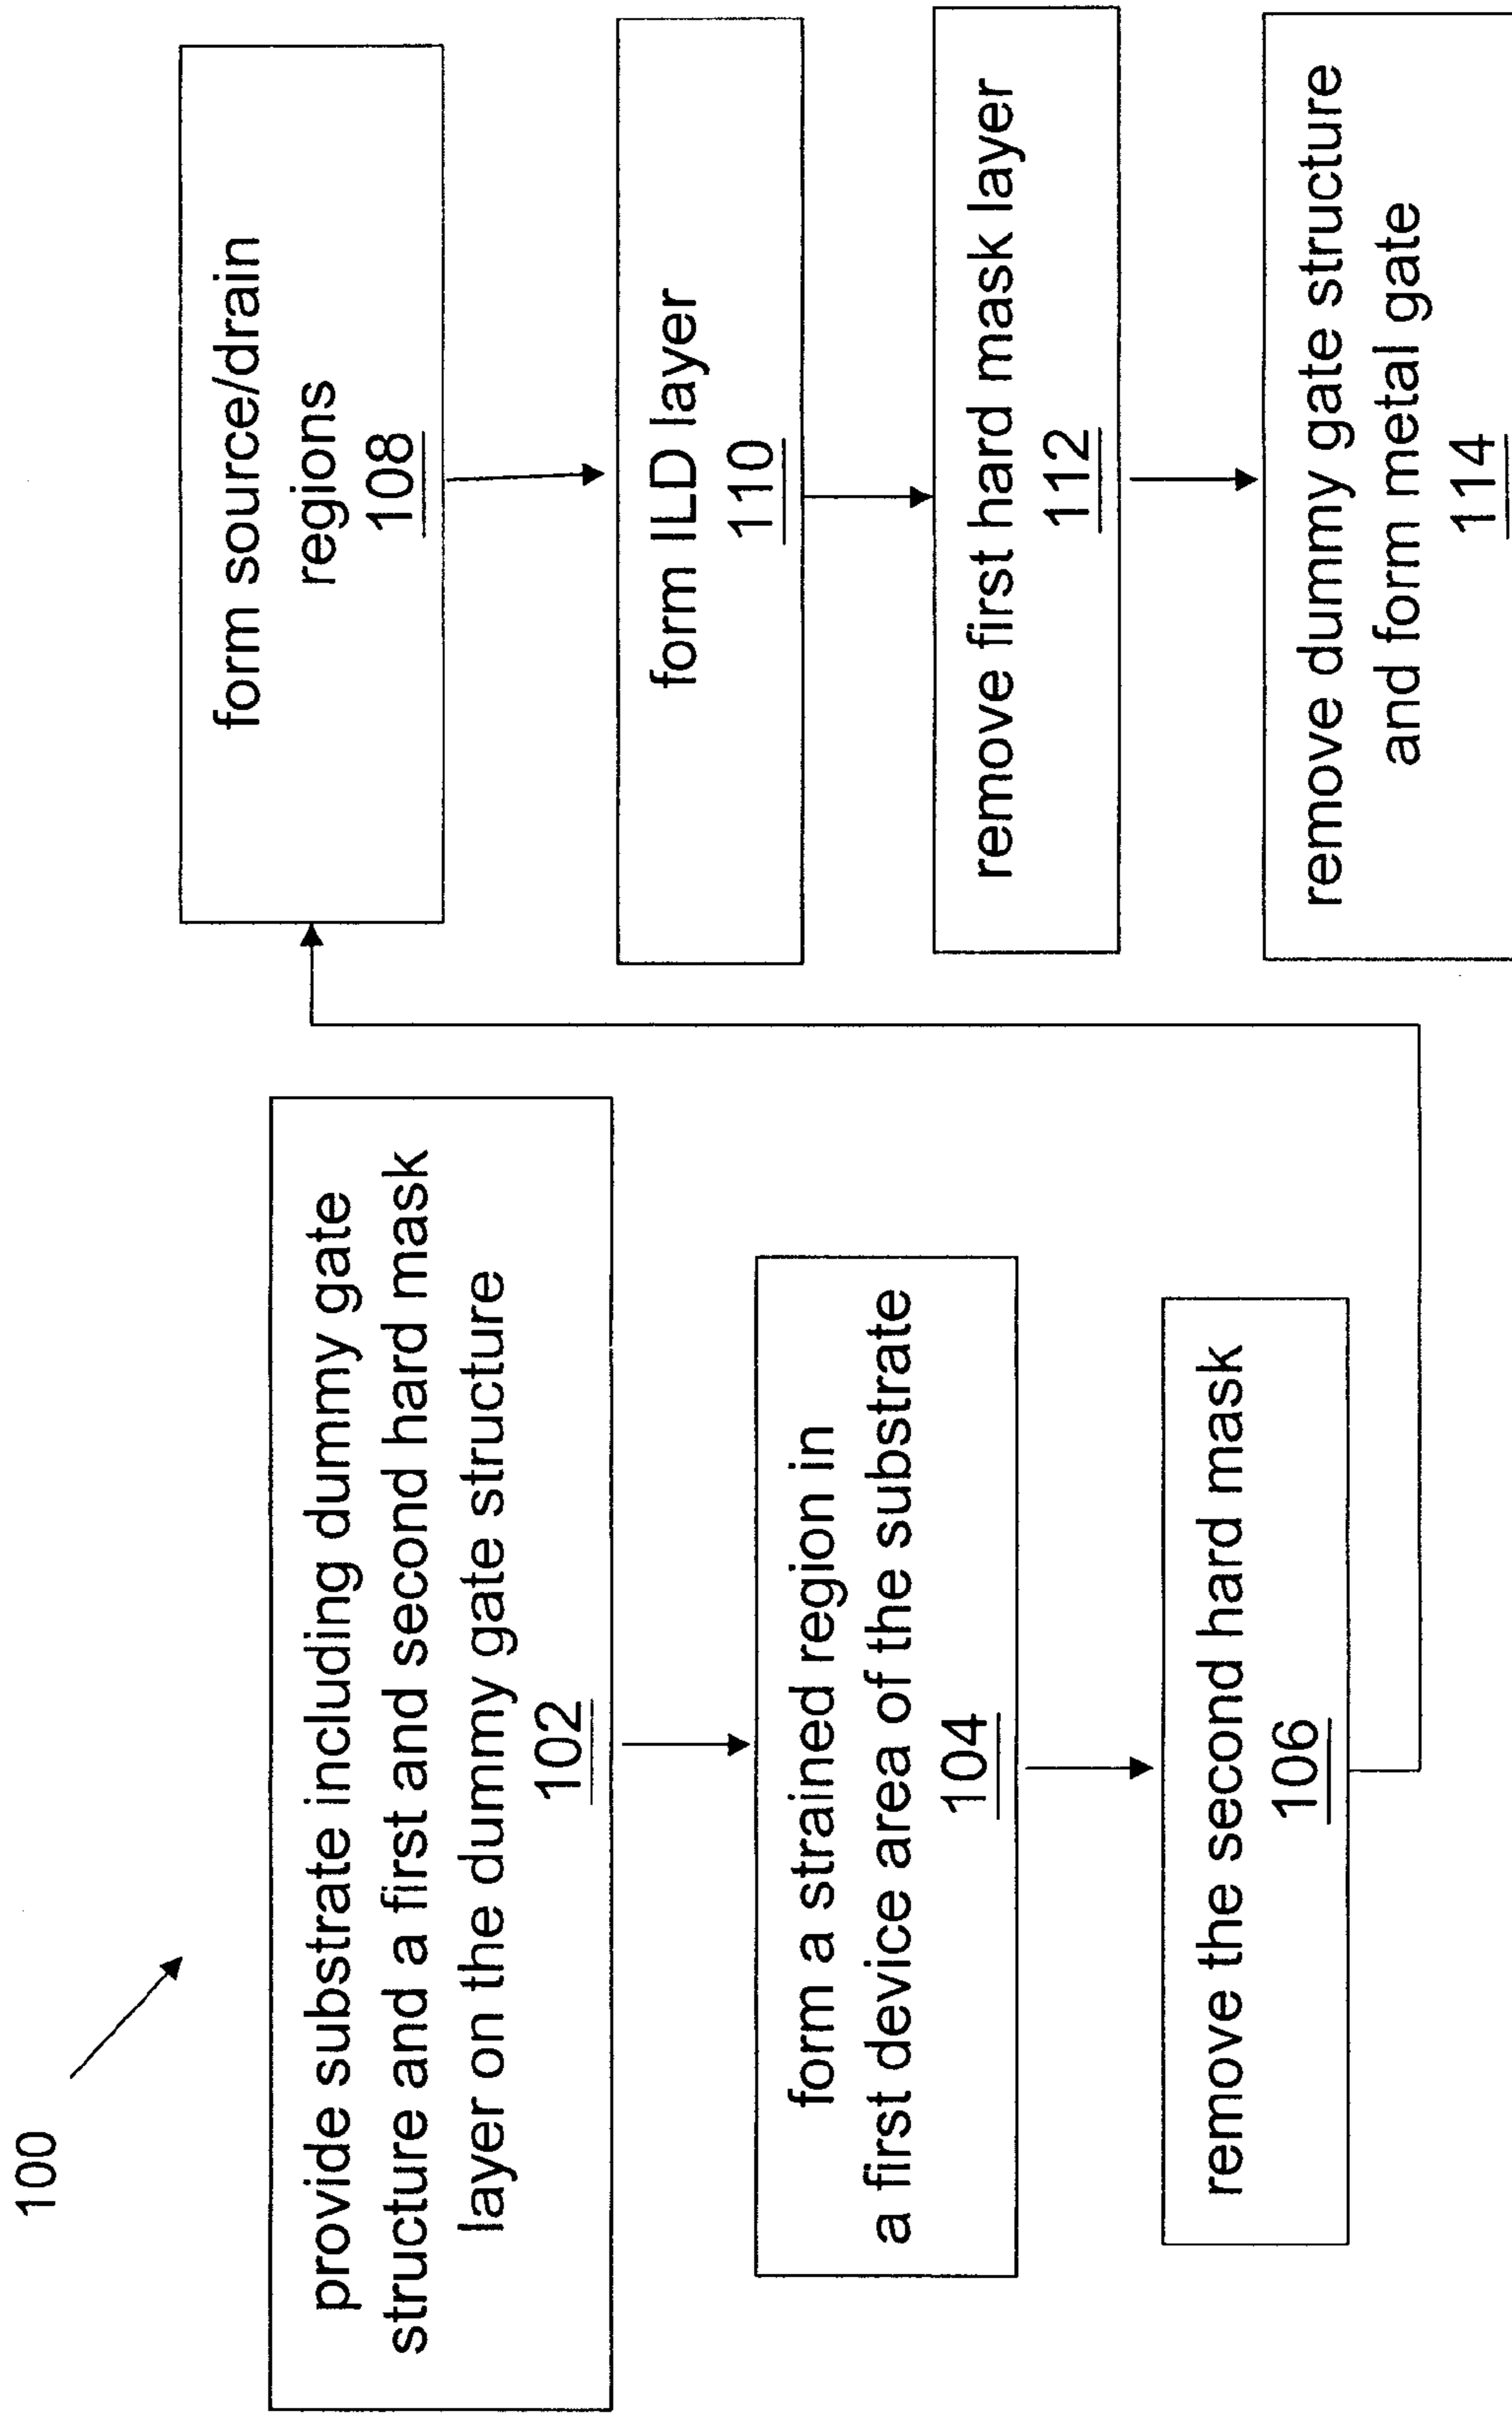 100
provide substrate including dummy gate
structure and a first and second hard mask
layer on the dummy gate structure
102
form a strained region in
a first device area of the substrate
104
remove the second hard mask
106
form source/drain
regions
108
form ILD layer
110
remove first hard mask layer
112
remove dummy gate structure
and form metal gate
114